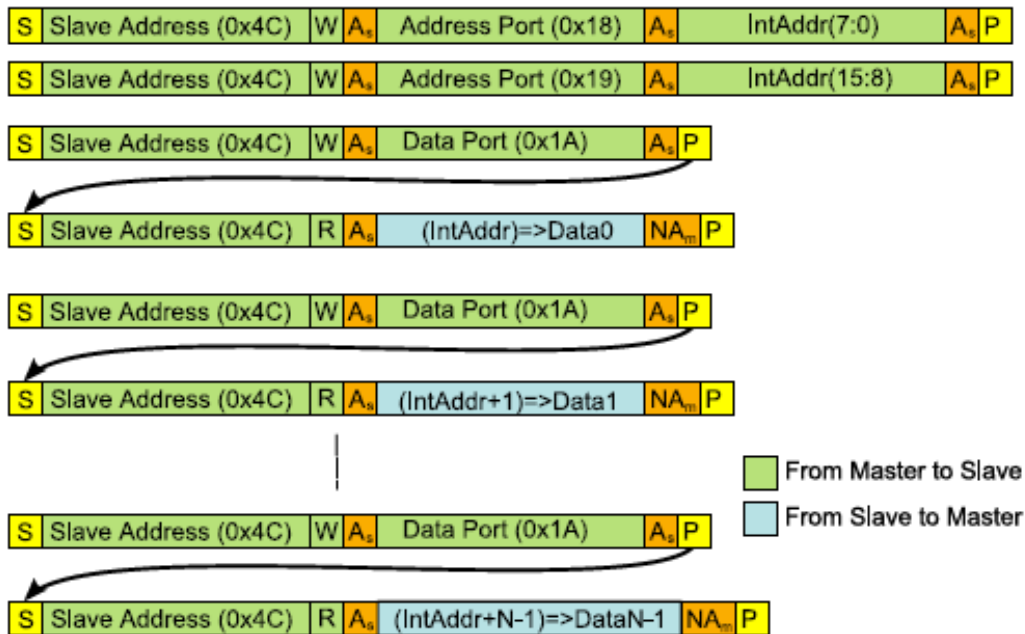 S Slave Address (0x4C) W As Address Port (0x18) As IntAddr(7:0) As P
S Slave Address (0x4C) W As Address Port (0x19) As IntAddr(15:8) As P
S Slave Address (0x4C) W As Data Port (0x1A) As P
S Slave Address (0x4C) R As (IntAddr)=>Data0 NAm P
S Slave Address (0x4C) W As Data Port (0x1A) As P
S Slave Address (0x4C) R As (IntAddr+1)=>Data1 NAm P
From Master to Slave
From Slave to Master
S Slave Address (0x4C) W As Data Port (0x1A) As P
S Slave Address (0x4C) R As (IntAddr+N-1)=>DataN-1 NAm P